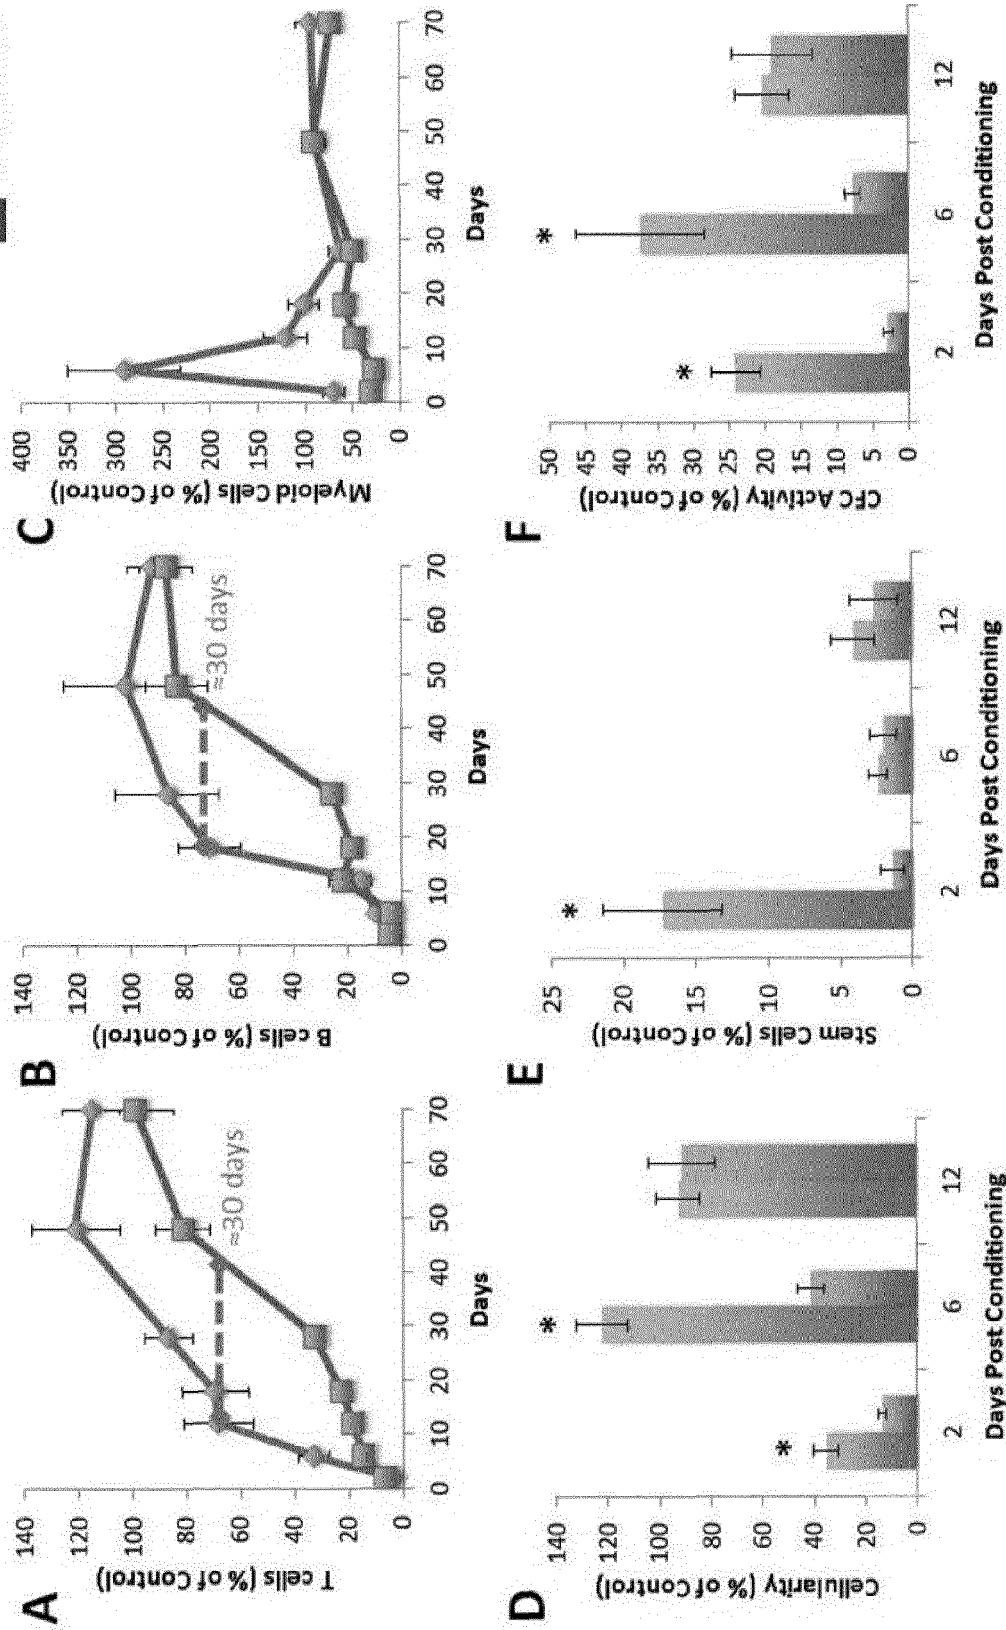 A
T cells (% of Control)
140
120
100
80
60
40
20
0
≈30 days
0 10 20 30 40 50 60 70
Days
B
B cells (% of Control)
140
120
100
80
60
40
20
0
≈30 days
0 10 20 30 40 50 60 70
Days
C
Myeloid Cells (% of Control)
400
350
300
250
200
150
100
50
0
0 10 20 30 40 50 60 70
Days
D
Cellularity (% of Control)
140
120
100
80
60
40
20
0
*
*
2 6 12
Days Post Conditioning
E
Stem Cells (% of Control)
25
20
15
10
5
0
*
2 6 12
Days Post Conditioning
F
CFC Activity (% of Control)
50
45
40
35
30
25
20
15
10
5
0
*
*
2 6 12
Days Post Conditioning